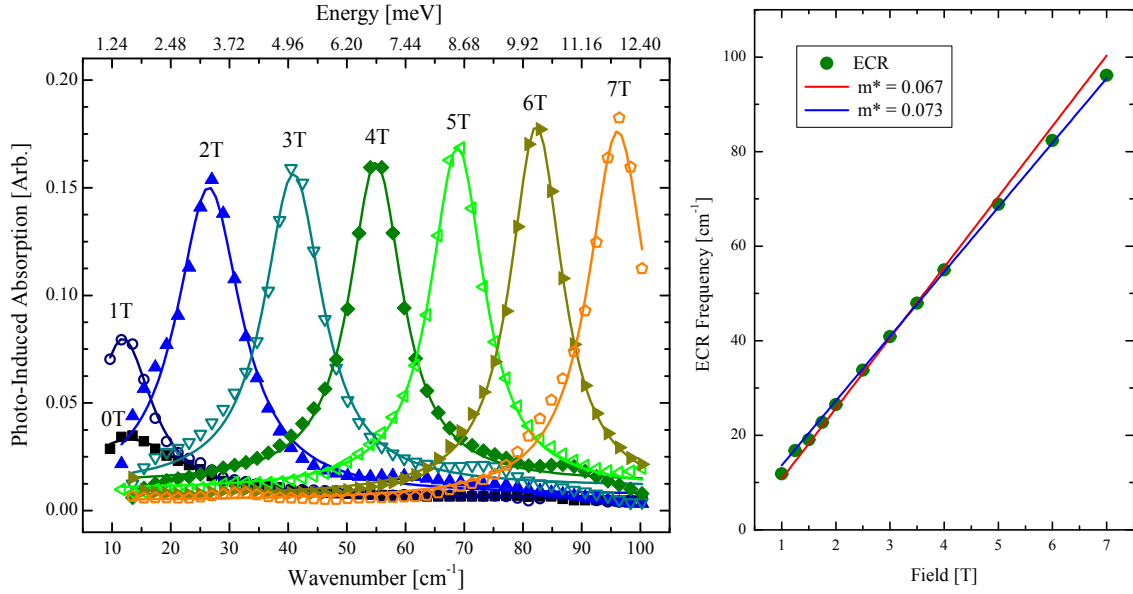 Energy [meV]
1.24 2.48 3.72 4.96 6.20 7.44 8.68 9.92 11.16 12.40
0.20
0.15
0.10
0.05
0.00
Photo-Induced Absorption [Arb.]
0T
1T
2T
3T
4T
5T
6T
7T
10 20 30 40 50 60 70 80 90 100
Wavenumber [cm⁻¹]
ECR
m* = 0.067
m* = 0.073
100
80
60
40
20
0
ECR Frequency [cm⁻¹]
1 2 3 4 5 6 7
Field [T]